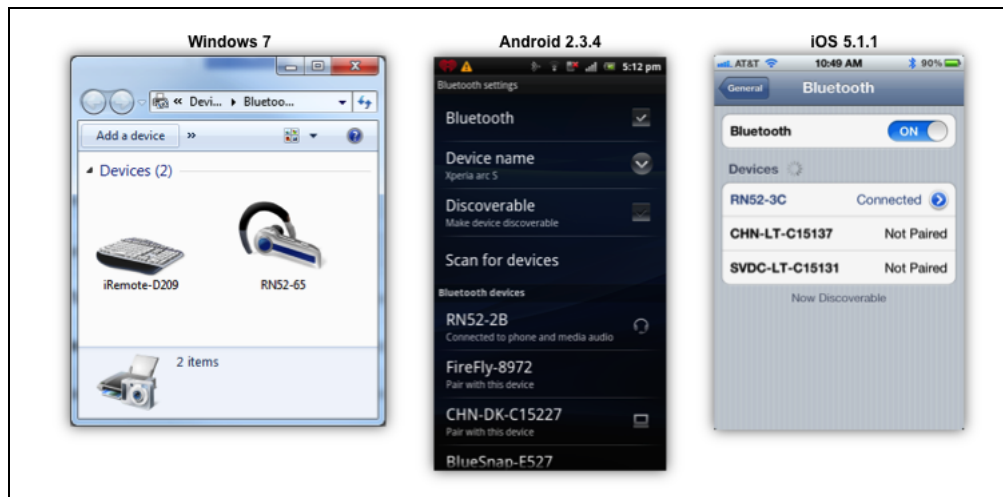 Windows 7
Devi... Bluetoo...
Add a device »
Devices (2)
iRemote-D209
RN52-65
2 items
Android 2.3.4
5:12 pm
Bluetooth settings
Bluetooth
Device name
Xperia arc S
Discoverable
Make device discoverable
Scan for devices
Bluetooth devices
RN52-2B
Connected to phone and media audio
FireFly-8972
Pair with this device
CHN-DK-C15227
Pair with this device
BlueSnap-E527
iOS 5.1.1
AT&T 10:49 AM 90%
General Bluetooth
Bluetooth ON
Devices
RN52-3C Connected
CHN-LT-C15137 Not Paired
SVDC-LT-C15131 Not Paired
Now Discoverable